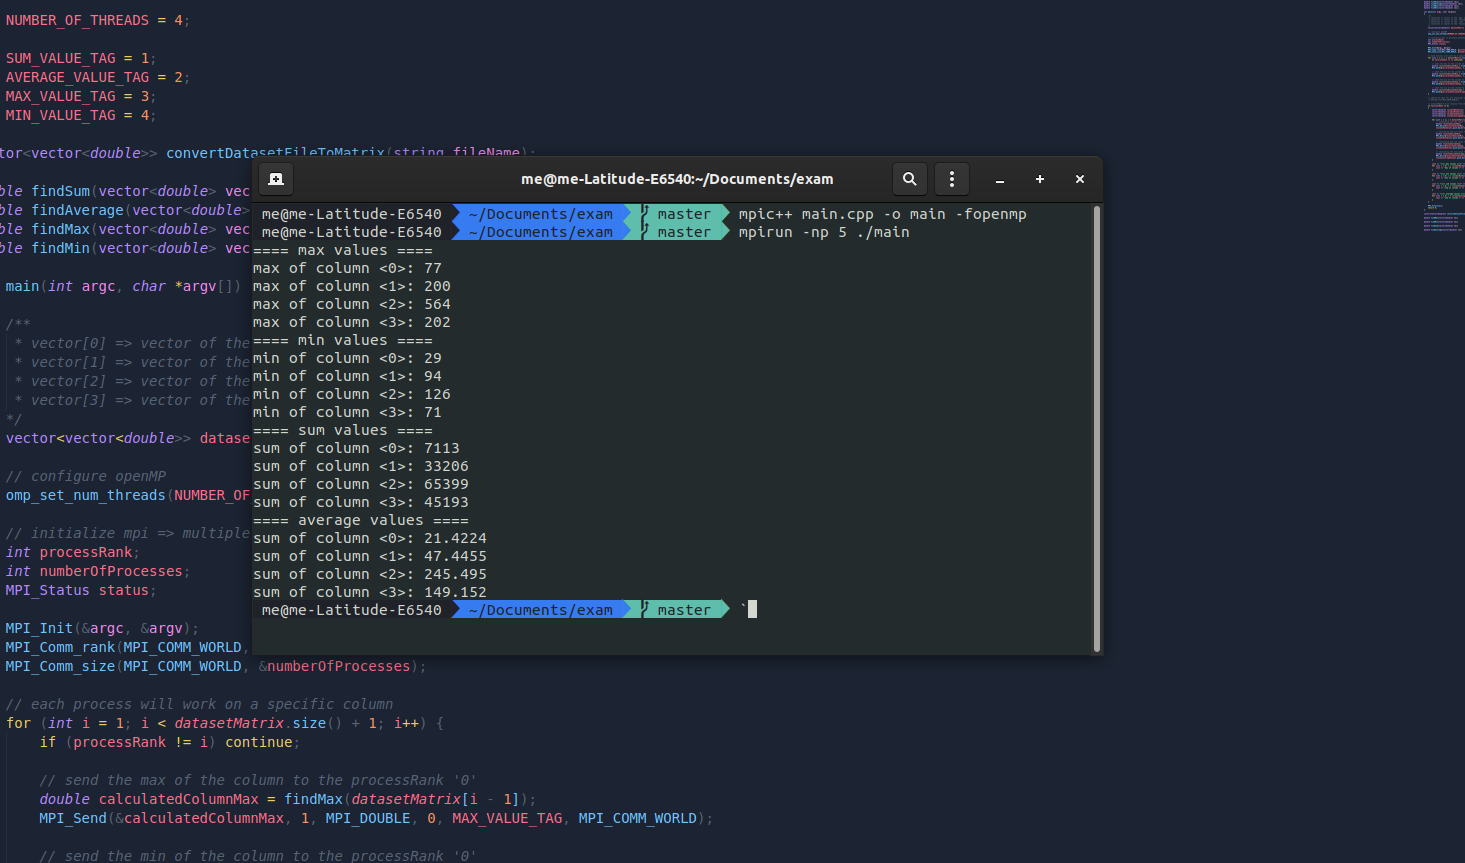 NUMBER_OF_THREADS = 4;
SUM_VALUE_TAG = 1;
AVERAGE_VALUE_TAG = 2;
MAX_VALUE_TAG = 3;
MIN_VALUE_TAG = 4;
tor<vector<double>> convertDatasetFileToMatrix(string fileName);
ble findSum(vector<double> vec
ble findAverage(vector<double>
ble findMax(vector<double> vec
ble findMin(vector<double> vec
main(int argc, char *argv[])
/**
* vector[0] => vector of the
* vector[1] => vector of the
* vector[2] => vector of the
* vector[3] => vector of the
*/
vector<vector<double>> datase
// configure openMP
omp_set_num_threads(NUMBER_OF
// initialize mpi => multiple
int processRank;
int numberOfProcesses;
MPI_Status status;
MPI_Init(&argc, &argv);
MPI_Comm_rank(MPI_COMM_WORLD,
MPI_Comm_size(MPI_COMM_WORLD, &numberOfProcesses);
// each process will work on a specific column
for (int i = 1; i < datasetMatrix.size() + 1; i++) {
if (processRank != i) continue;
// send the max of the column to the processRank '0'
double calculatedColumnMax = findMax(datasetMatrix[i - 1]);
MPI_Send(&calculatedColumnMax, 1, MPI_DOUBLE, 0, MAX_VALUE_TAG, MPI_COMM_WORLD);
// send the min of the column to the processRank '0'
me@me-Latitude-E6540:~/Documents/exam
me@me-Latitude-E6540 ~/Documents/exam master mpic++ main.cpp -o main -fopenmp
me@me-Latitude-E6540 ~/Documents/exam master mpirun -np 5 ./main
==== max values ====
max of column <0>: 77
max of column <1>: 200
max of column <2>: 564
max of column <3>: 202
==== min values ====
min of column <0>: 29
min of column <1>: 94
min of column <2>: 126
min of column <3>: 71
==== sum values ====
sum of column <0>: 7113
sum of column <1>: 33206
sum of column <2>: 65399
sum of column <3>: 45193
==== average values ====
sum of column <0>: 21.4224
sum of column <1>: 47.4455
sum of column <2>: 245.495
sum of column <3>: 149.152
me@me-Latitude-E6540 ~/Documents/exam master `